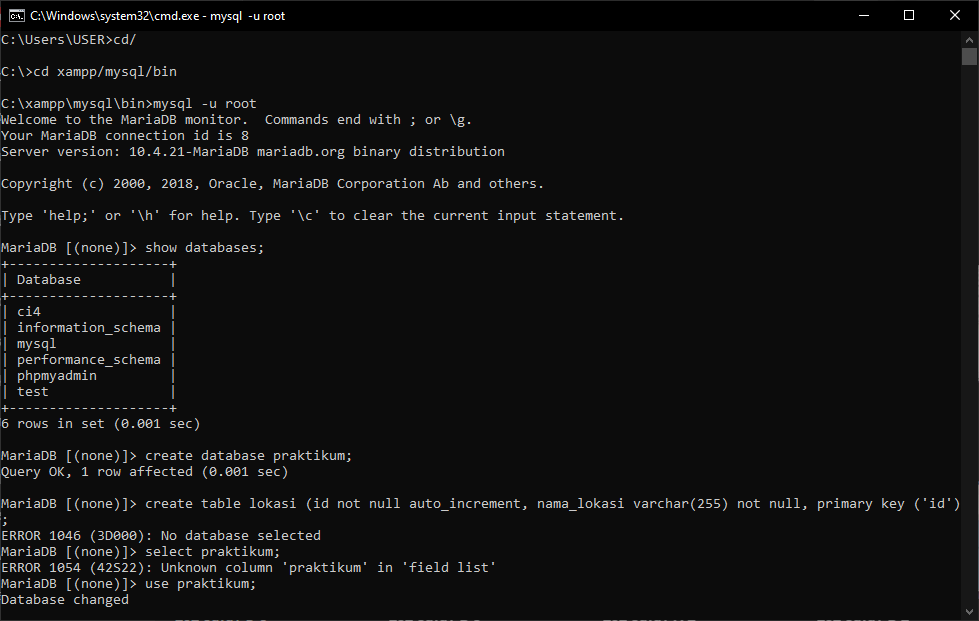 C:\Windows\system32\cmd.exe - mysql  -u root
C:\Users\USER>cd/
C:\>cd xampp/mysql/bin
C:\xampp\mysql\bin>mysql -u root
Welcome to the MariaDB monitor.  Commands end with ; or \g.
Your MariaDB connection id is 8
Server version: 10.4.21-MariaDB mariadb.org binary distribution
Copyright (c) 2000, 2018, Oracle, MariaDB Corporation Ab and others.
Type 'help;' or '\h' for help. Type '\c' to clear the current input statement.
MariaDB [(none)]> show databases;
+--------------------+
| Database           |
+--------------------+
| ci4                |
| information_schema |
| mysql              |
| performance_schema |
| phpmyadmin         |
| test               |
+--------------------+
6 rows in set (0.001 sec)
MariaDB [(none)]> create database praktikum;
Query OK, 1 row affected (0.001 sec)
MariaDB [(none)]> create table lokasi (id not null auto_increment, nama_lokasi varchar(255) not null, primary key ('id')
;
ERROR 1046 (3D000): No database selected
MariaDB [(none)]> select praktikum;
ERROR 1054 (42S22): Unknown column 'praktikum' in 'field list'
MariaDB [(none)]> use praktikum;
Database changed